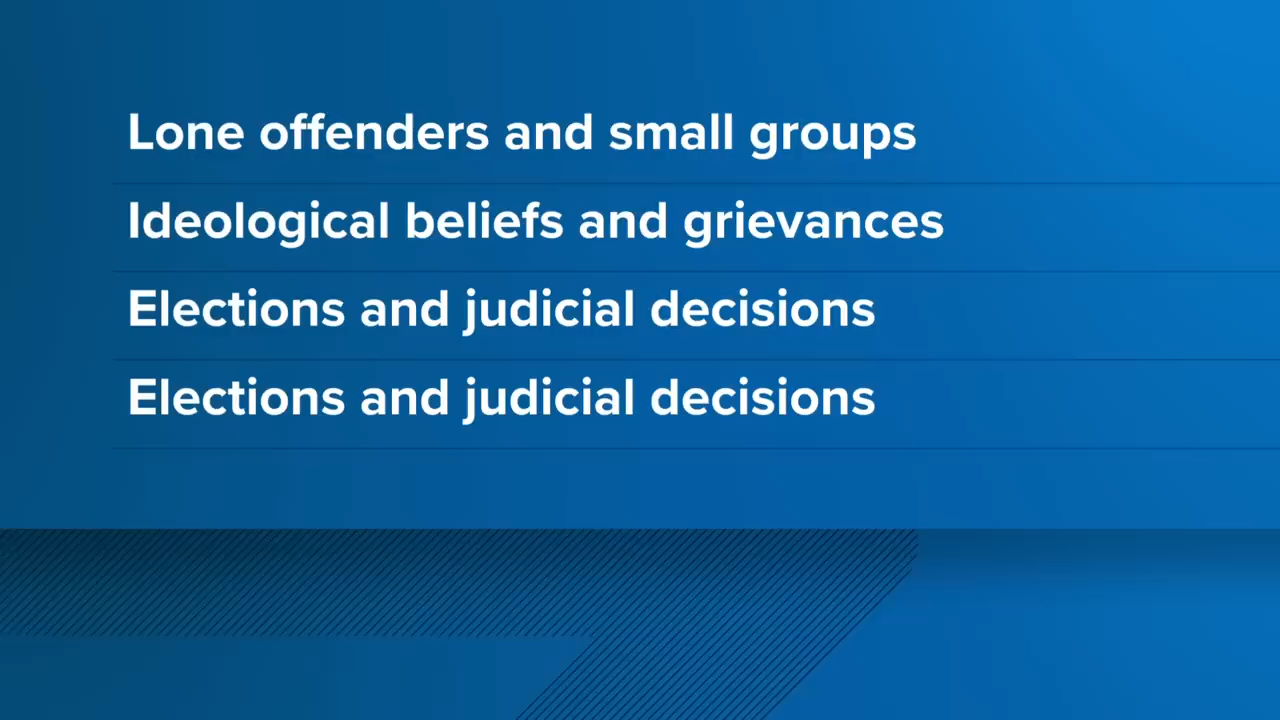 Lone offenders and small groups
Ideological beliefs and grievances
Elections and judicial decisions
Elections and judicial decisions